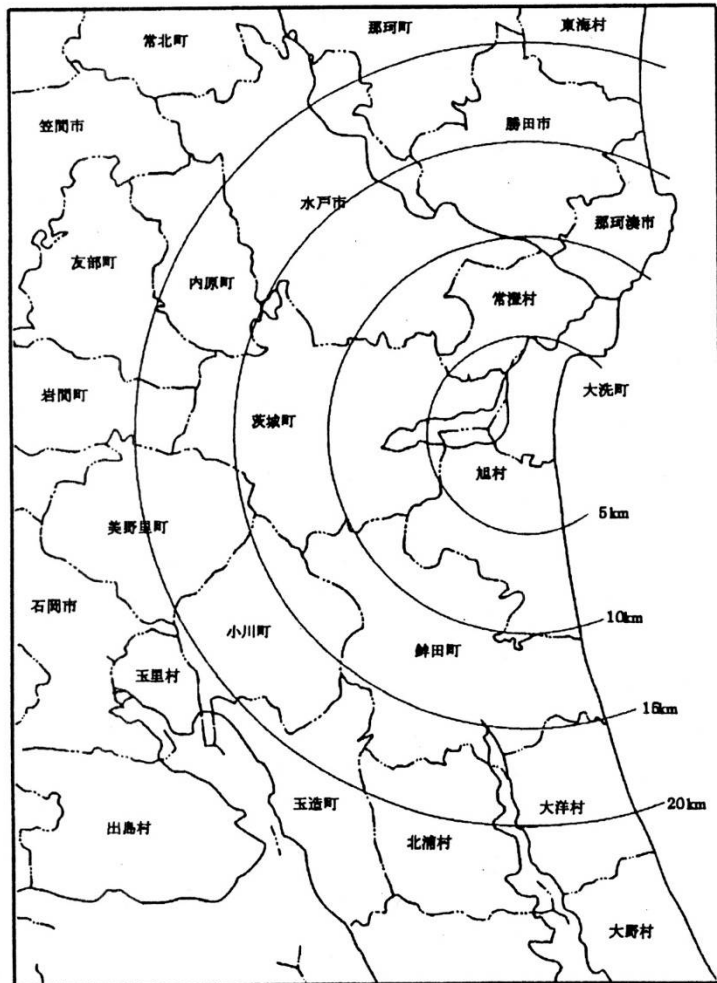 常北町
那珂町
東海村
笠間市
勝田市
水戸市
那珂湊市
友部町
内原町
常澄村
岩間町
茨城町
大洗町
旭村
美野里町
5km
石岡市
小川町
鉾田町
10km
玉里村
15km
玉造町
大洋村
20km
出島村
北浦村
大野村